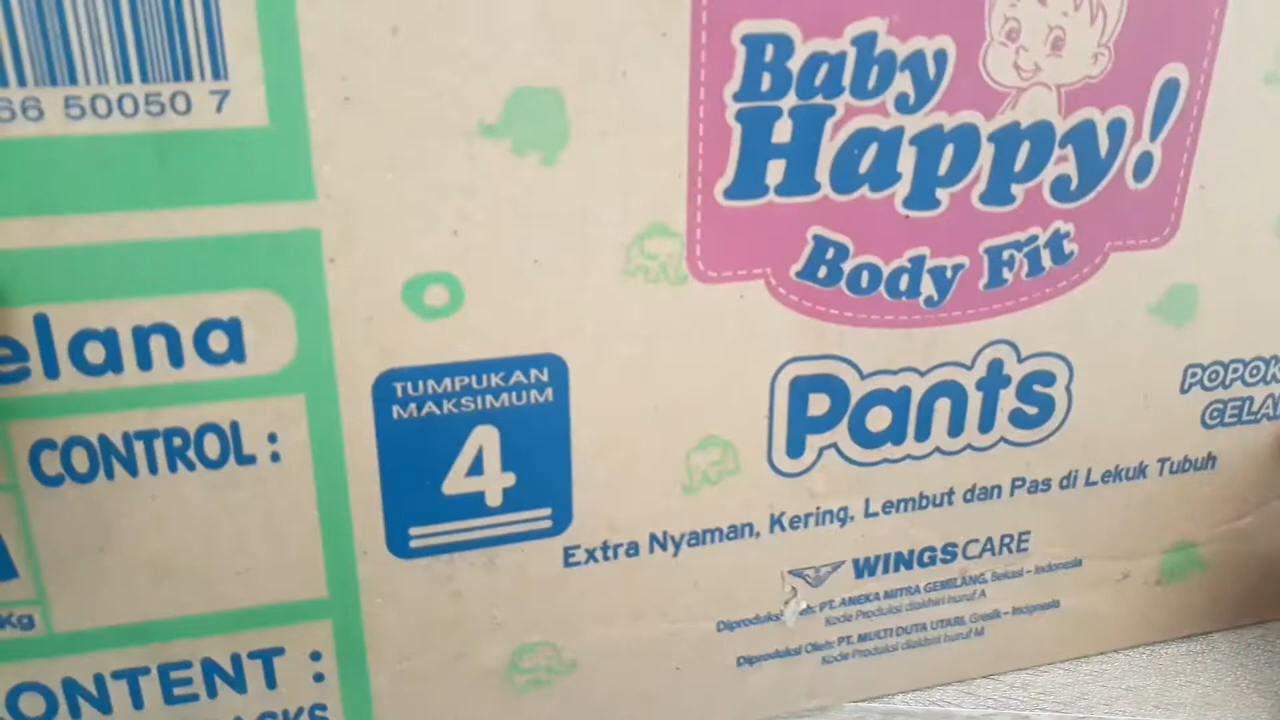 66 50050 7
elana
CONTROL :
Kg
ONTENT :
TUMPUKAN
MAKSIMUM
4
Baby
Happy!
Body Fit
Pants
POPOK
CELA
Extra Nyaman, Kering, Lembut dan Pas di Lekuk Tubuh
WINGSCARE
Diproduksi Oleh: PT. ANEKA MITRA GEMILANG, Bekasi – Indonesia
Kode Produksi diakhiri huruf A
Diproduksi Oleh: PT. MULTI DUTA UTARI, Gresik – Indonesia
Kode Produksi diakhiri huruf M